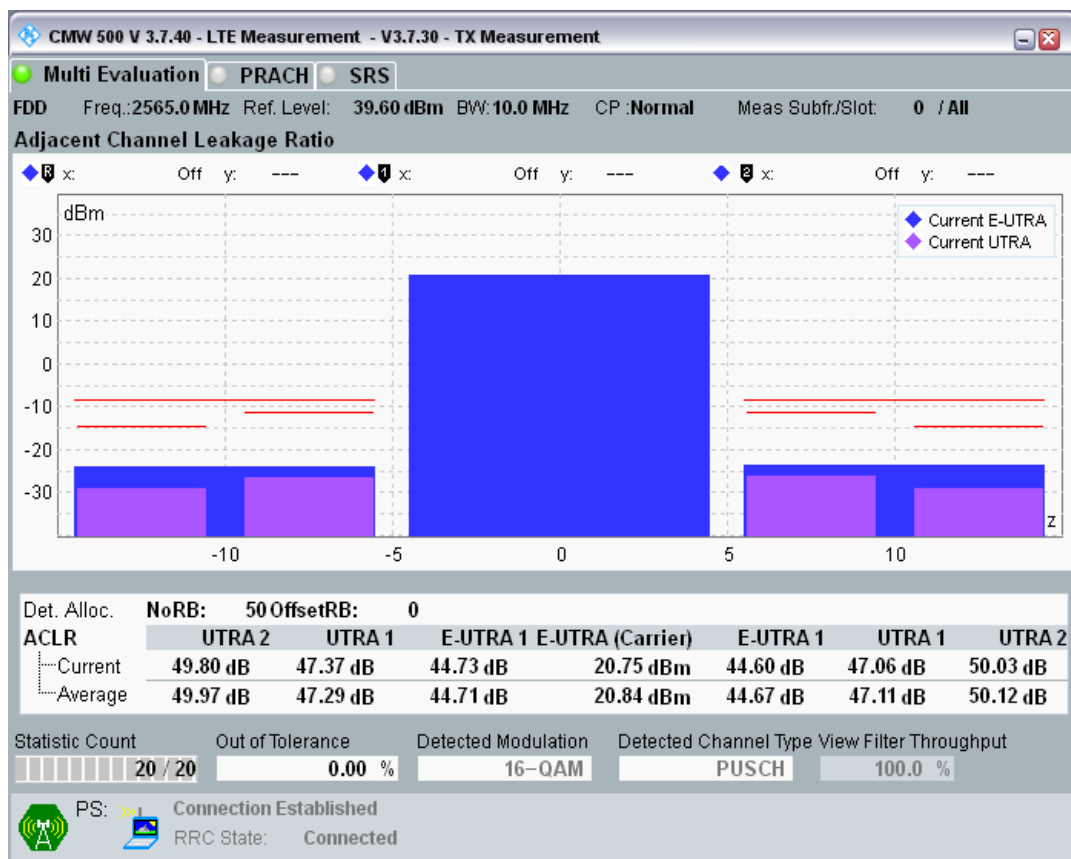 CMW 500 V 3.7.40 - LTE Measurement - V3.7.30 - TX Measurement
Multi Evaluation PRACH SRS
FDD Freq.:2565.0 MHz Ref. Level: 39.60 dBm BW: 10.0 MHz CP :Normal Meas Subfr./Slot: 0 / All
Adjacent Channel Leakage Ratio
R x: Off y: --- 1 x: Off y: --- 2 x: Off y: ---
dBm
Current E-UTRA
Current UTRA
30
20
10
0
-10
-20
-30
z
-10 -5 0 5 10
Det. Alloc. NoRB: 50 OffsetRB: 0
ACLR UTRA 2 UTRA 1 E-UTRA 1 E-UTRA (Carrier) E-UTRA 1 UTRA 1 UTRA 2
Current 49.80 dB 47.37 dB 44.73 dB 20.75 dBm 44.60 dB 47.06 dB 50.03 dB
Average 49.97 dB 47.29 dB 44.71 dB 20.84 dBm 44.67 dB 47.11 dB 50.12 dB
Statistic Count Out of Tolerance Detected Modulation Detected Channel Type View Filter Throughput
20 / 20 0.00 % 16-QAM PUSCH 100.0 %
PS: Connection Established
RRC State: Connected